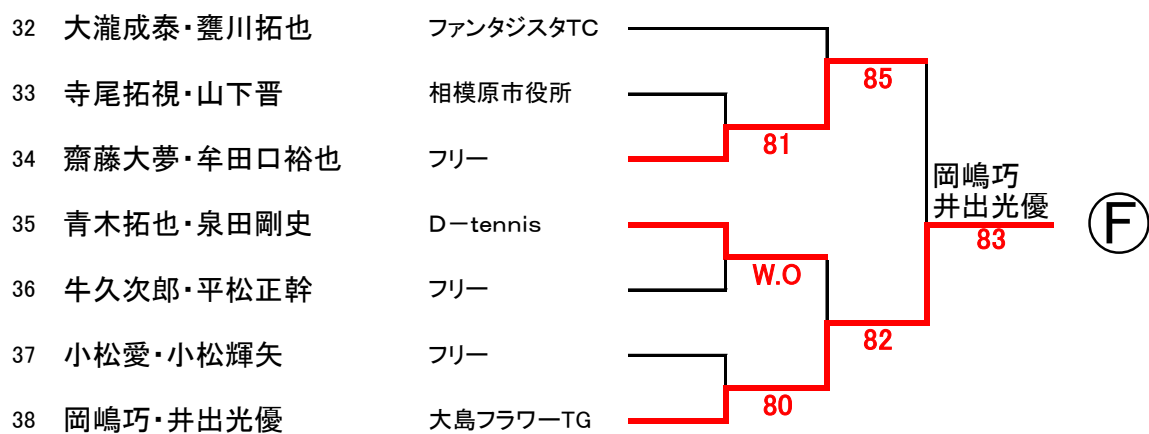 32 大瀧成泰・甕川拓也 ファンタジスタTC
85
33 寺尾拓視・山下晋 相模原市役所
81
34 齋藤大夢・牟田口裕也 フリー
岡嶋巧
井出光優
83
Ⓕ
35 青木拓也・泉田剛史 D－tennis
W.O
36 牛久次郎・平松正幹 フリー
82
37 小松愛・小松輝矢 フリー
80
38 岡嶋巧・井出光優 大島フラワーTG